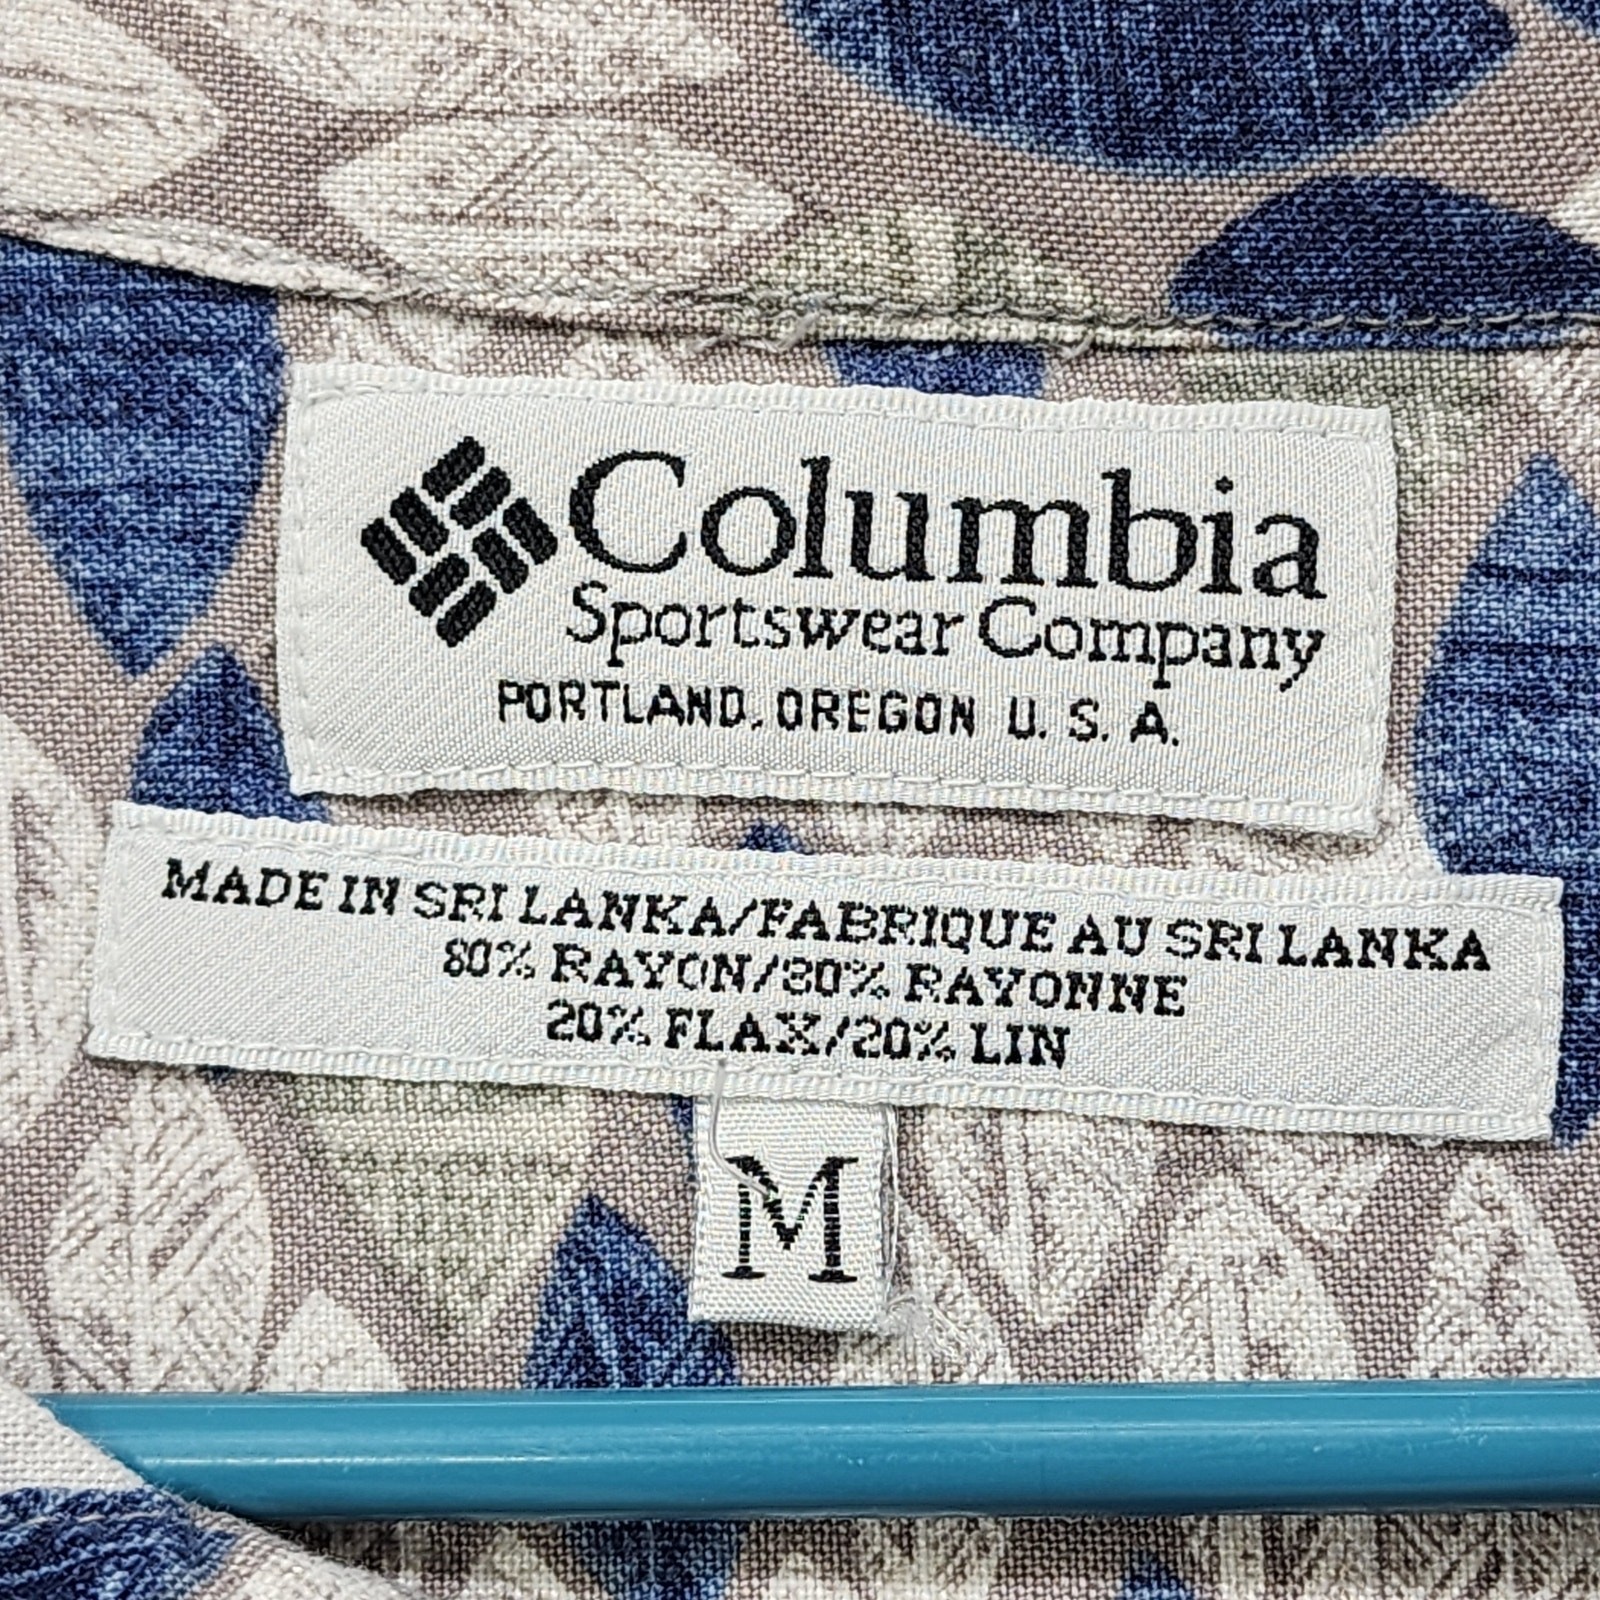 Columbia
Sportswear Company
PORTLAND, OREGON U. S. A.
MADE IN SRI LANKA/FABRIQUE AU SRI LANKA
80% RAYON/80% RAYONNE
20% FLAX/20% LIN
M